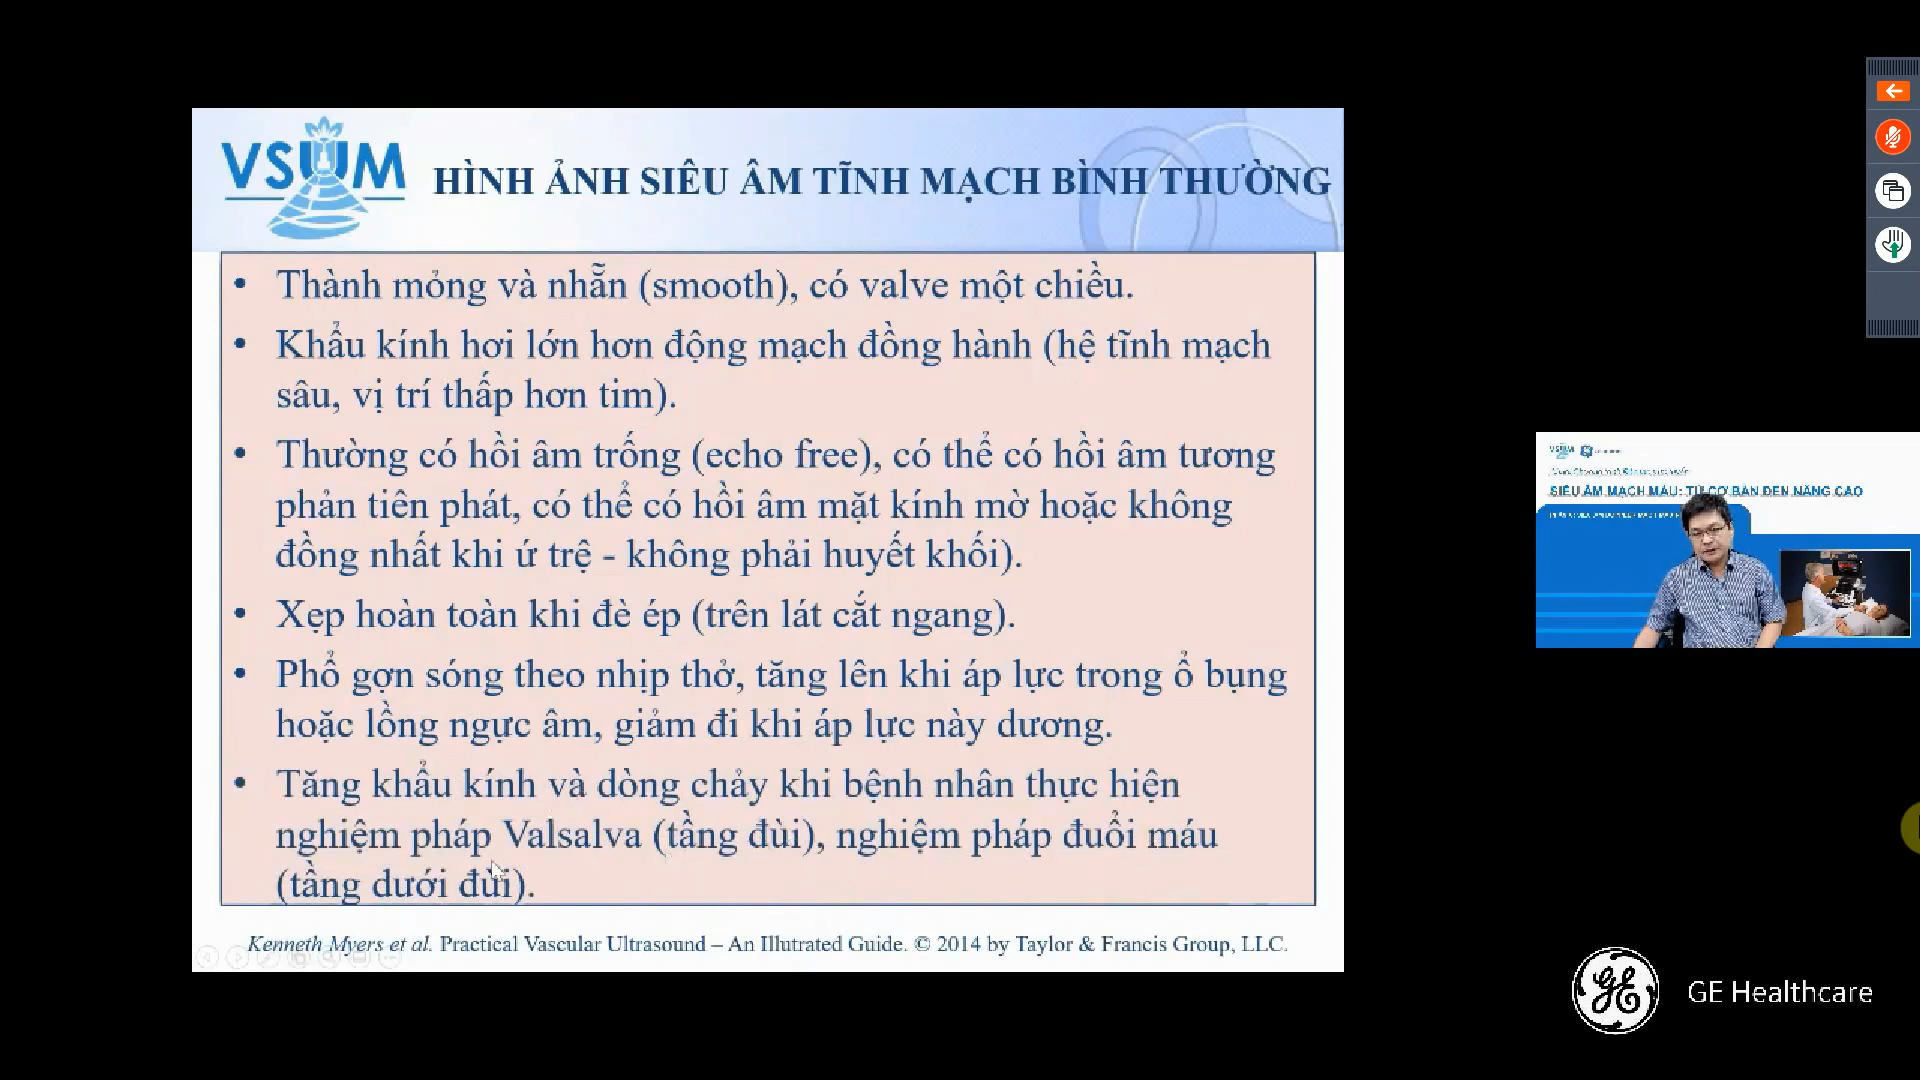 VSUM
HÌNH ẢNH SIÊU ÂM TĨNH MẠCH BÌNH THƯỜNG
• Thành mỏng và nhẵn (smooth), có valve một chiều.
• Khẩu kính hơi lớn hơn động mạch đồng hành (hệ tĩnh mạch
sâu, vị trí thấp hơn tim).
• Thường có hồi âm trống (echo free), có thể có hồi âm tương
phản tiên phát, có thể có hồi âm mặt kính mờ hoặc không
đồng nhất khi ứ trệ - không phải huyết khối).
• Xẹp hoàn toàn khi đè ép (trên lát cắt ngang).
• Phổ gợn sóng theo nhịp thở, tăng lên khi áp lực trong ổ bụng
hoặc lồng ngực âm, giảm đi khi áp lực này dương.
• Tăng khẩu kính và dòng chảy khi bệnh nhân thực hiện
nghiệm pháp Valsalva (tầng đùi), nghiệm pháp đuổi máu
(tầng dưới đùi).
Kenneth Myers et al. Practical Vascular Ultrasound – An Illutrated Guide. © 2014 by Taylor & Francis Group, LLC.
VSUM
SIÊU ÂM MẠCH MÁU: TỪ CƠ BẢN ĐẾN NÂNG CAO
GE Healthcare